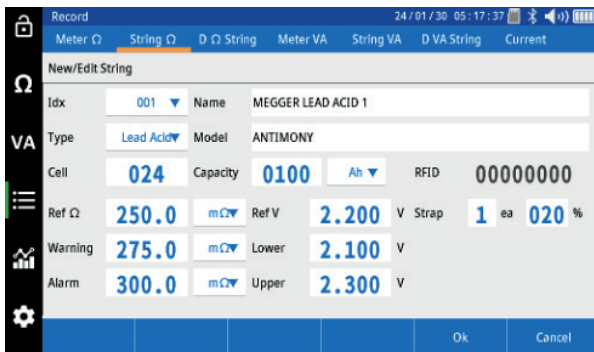 Record 24/01/30 05:17:37
Meter Ω String Ω D Ω String Meter VA String VA D VA String Current
New/Edit String
Ω
Idx 001 Name MEGGER LEAD ACID 1
VA
Type Lead Acid Model ANTIMONY
Cell 024 Capacity 0100 Ah RFID 00000000
Ref Ω 250.0 mΩ Ref V 2.200 V Strap 1 ea 020 %
Warning 275.0 mΩ Lower 2.100 V
Alarm 300.0 mΩ Upper 2.300 V
Ok Cancel